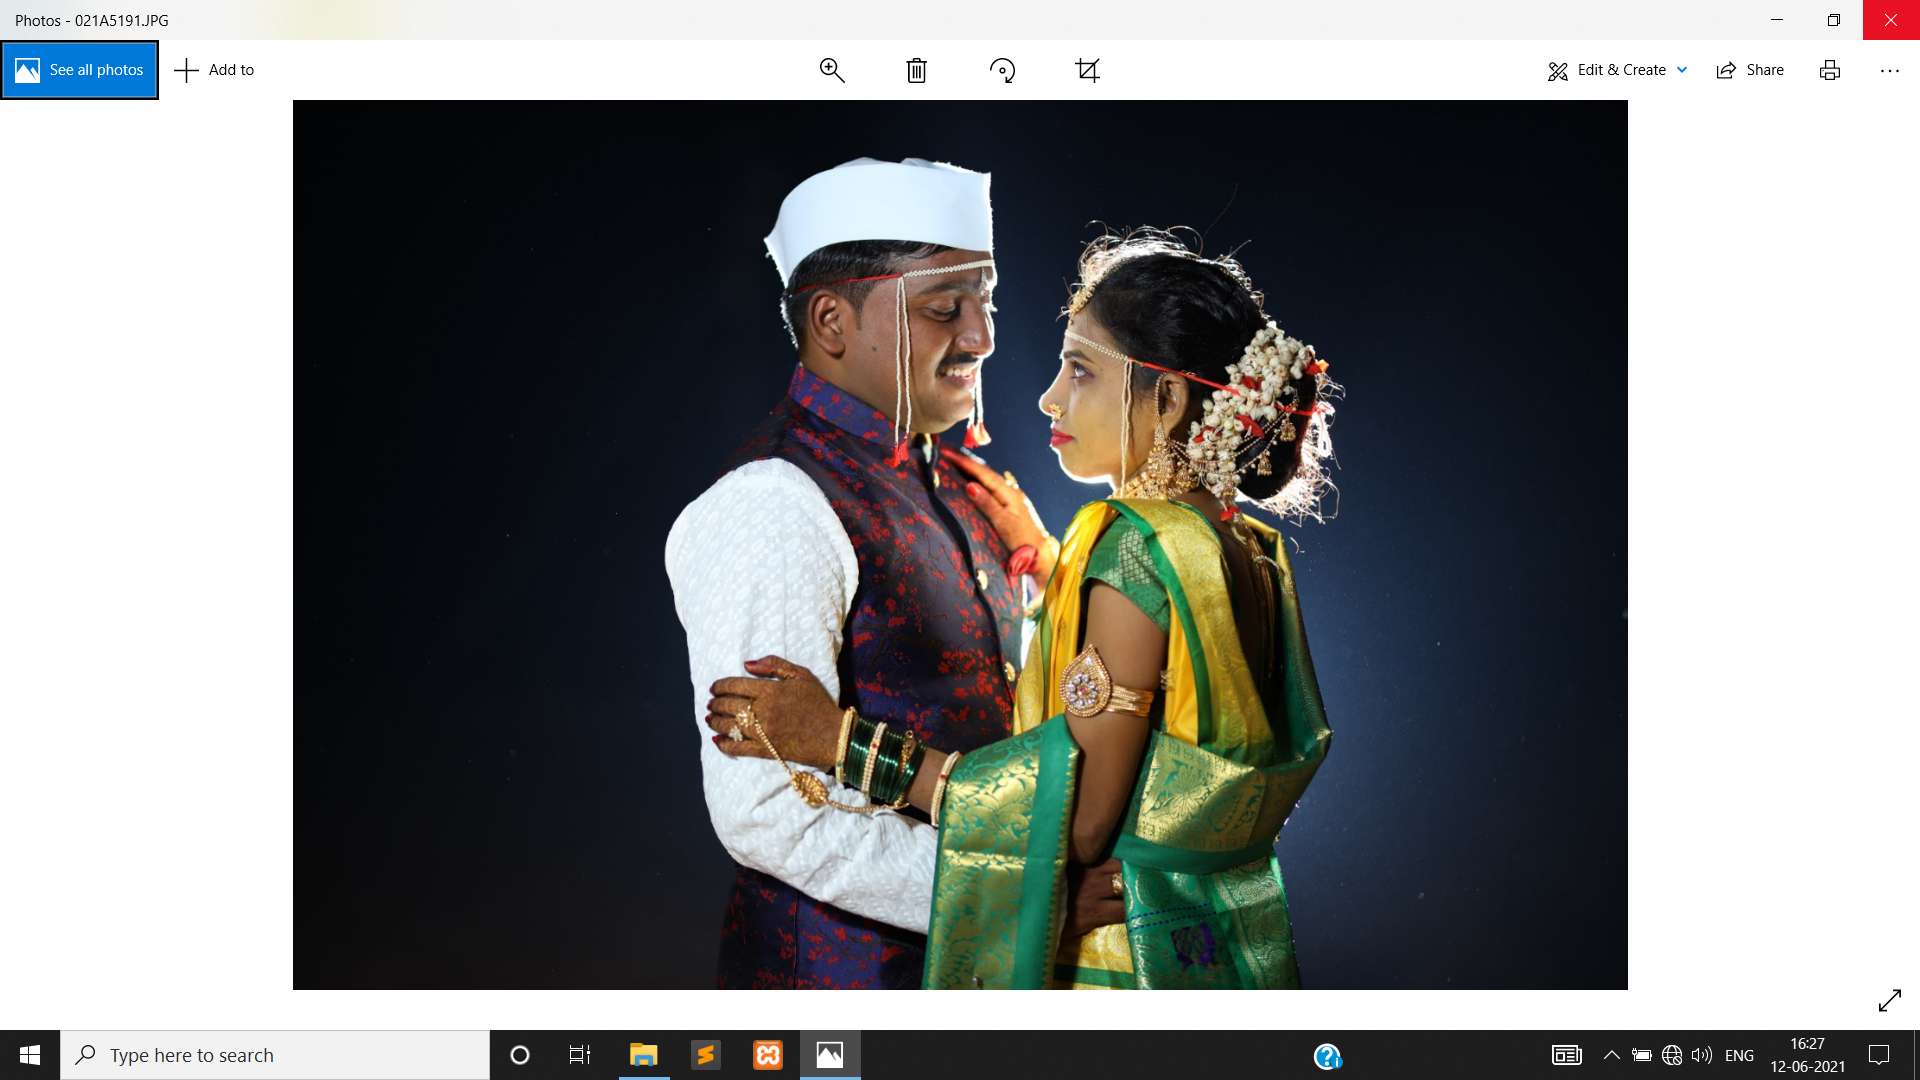 Photos - 021A5191.JPG
See all photos
Add to
Edit & Create
Share
Type here to search
ENG
16:27
12-06-2021